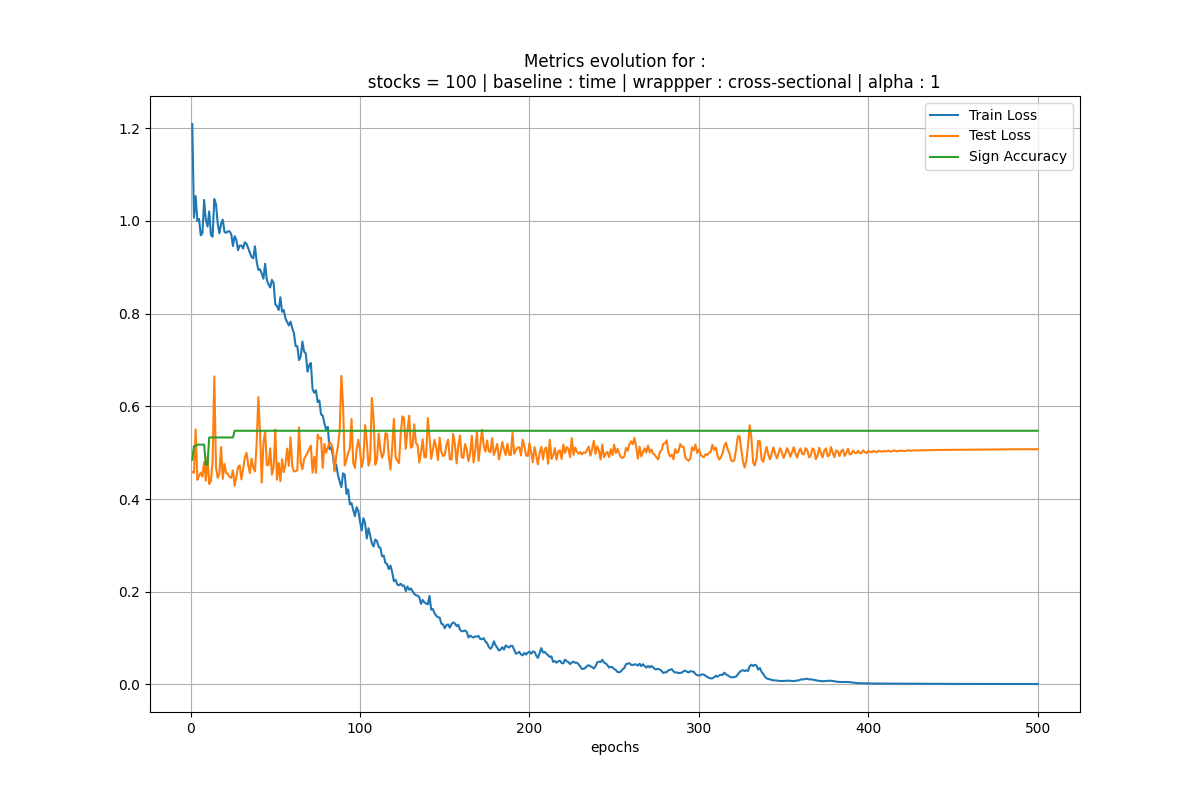 Metrics evolution for :
stocks = 100 | baseline : time | wrappper : cross-sectional | alpha : 1
Train Loss
Test Loss
Sign Accuracy
1.2
1.0
0.8
0.6
0.4
0.2
0.0
0 100 200 300 400 500
epochs